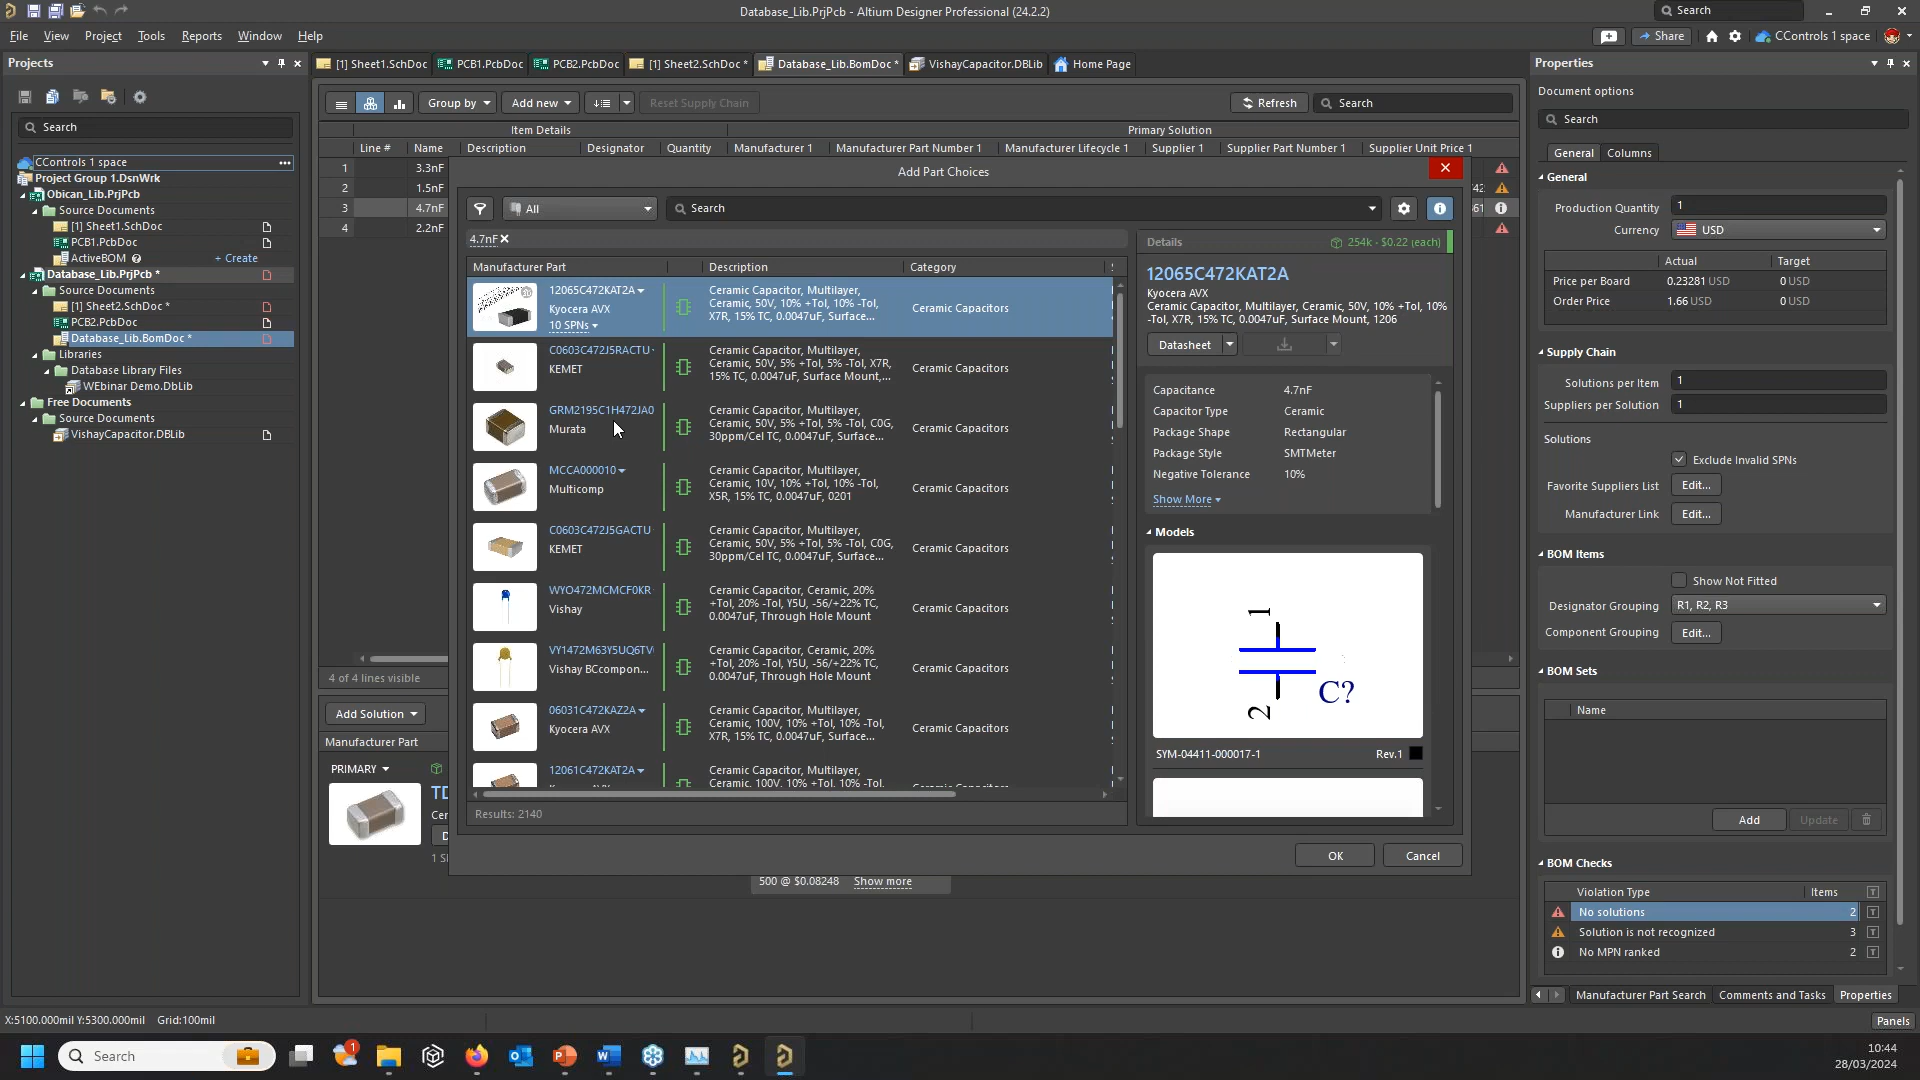 Database_Lib.PrjPcb - Altium Designer Professional (24.2.2)
Search
File View Project Tools Reports Window Help
Share
CControls 1 space
Projects
[1] Sheet1.SchDoc
PCB1.PcbDoc
PCB2.PcbDoc
[1] Sheet2.SchDoc *
Database_Lib.BomDoc *
VishayCapacitor.DBLib
Home Page
Properties
Document options
Search
General
Columns
Search
CControls 1 space
Project Group 1.DsnWrk
Obican_Lib.PrjPcb
Source Documents
[1] Sheet1.SchDoc
PCB1.PcbDoc
ActiveBOM
+ Create
Database_Lib.PrjPcb *
Source Documents
[1] Sheet2.SchDoc *
PCB2.PcbDoc
Database_Lib.BomDoc *
Libraries
Database Library Files
WEbinar Demo.DbLib
Free Documents
Source Documents
VishayCapacitor.DBLib
Group by
Add new
Reset Supply Chain
Refresh
Search
Item Details
Primary Solution
Line # Name Description Designator Quantity Manufacturer 1 Manufacturer Part Number 1 Manufacturer Lifecycle 1 Supplier 1 Supplier Part Number 1 Supplier Unit Price 1
1 3.3nF
2 1.5nF
3 4.7nF
4 2.2nF
4 of 4 lines visible
Add Solution
Manufacturer Part
PRIMARY
500 @ $0.08248 Show more
Add Part Choices
All
Search
4.7nF
Manufacturer Part Description Category
12065C472KAT2A
Kyocera AVX
10 SPNs
Ceramic Capacitor, Multilayer,
Ceramic, 50V, 10% +Tol, 10% -Tol,
X7R, 15% TC, 0.0047uF, Surface...
Ceramic Capacitors
C0603C472J5RACTU
KEMET
Ceramic Capacitor, Multilayer,
Ceramic, 50V, 5% +Tol, 5% -Tol, X7R,
15% TC, 0.0047uF, Surface Mount,...
Ceramic Capacitors
GRM2195C1H472JA0
Murata
Ceramic Capacitor, Multilayer,
Ceramic, 50V, 5% +Tol, 5% -Tol, C0G,
30ppm/Cel TC, 0.0047uF, Surface...
Ceramic Capacitors
MCCA000010
Multicomp
Ceramic Capacitor, Multilayer,
Ceramic, 10V, 10% +Tol, 10% -Tol,
X5R, 15% TC, 0.0047uF, 0201
Ceramic Capacitors
C0603C472J5GACTU
KEMET
Ceramic Capacitor, Multilayer,
Ceramic, 50V, 5% +Tol, 5% -Tol, C0G,
30ppm/Cel TC, 0.0047uF, Surface...
Ceramic Capacitors
WYO472MCMCF0KR
Vishay
Ceramic Capacitor, Ceramic, 20%
+Tol, 20% -Tol, Y5U, -56/+22% TC,
0.0047uF, Through Hole Mount
Ceramic Capacitors
VY1472M63Y5UQ6TV
Vishay BCcompon...
Ceramic Capacitor, Ceramic, 20%
+Tol, 20% -Tol, Y5U, -56/+22% TC,
0.0047uF, Through Hole Mount
Ceramic Capacitors
06031C472KAZ2A
Kyocera AVX
Ceramic Capacitor, Multilayer,
Ceramic, 100V, 10% +Tol, 10% -Tol,
X7R, 15% TC, 0.0047uF, Surface...
Ceramic Capacitors
12061C472KAT2A
Ceramic Capacitor, Multilayer,
Results: 2140
Details
254k - $0.22 (each)
12065C472KAT2A
Kyocera AVX
Ceramic Capacitor, Multilayer, Ceramic, 50V, 10% +Tol, 10%
-Tol, X7R, 15% TC, 0.0047uF, Surface Mount, 1206
Datasheet
Capacitance 4.7nF
Capacitor Type Ceramic
Package Shape Rectangular
Package Style SMTMeter
Negative Tolerance 10%
Show More
Models
1
C?
2
SYM-04411-000017-1
Rev.1
OK
Cancel
General
Production Quantity 1
Currency USD
Actual Target
Price per Board 0.23281 USD 0 USD
Order Price 1.66 USD 0 USD
Supply Chain
Solutions per Item 1
Suppliers per Solution 1
Solutions
Exclude Invalid SPNs
Favorite Suppliers List Edit...
Manufacturer Link Edit...
BOM Items
Show Not Fitted
Designator Grouping R1, R2, R3
Component Grouping Edit...
BOM Sets
Name
Add Update
BOM Checks
Violation Type Items
No solutions 2
Solution is not recognized 3
No MPN ranked 2
Manufacturer Part Search Comments and Tasks Properties
X:5100.000mil Y:5300.000mil Grid:100mil
Panels
Search
1
10:44
28/03/2024